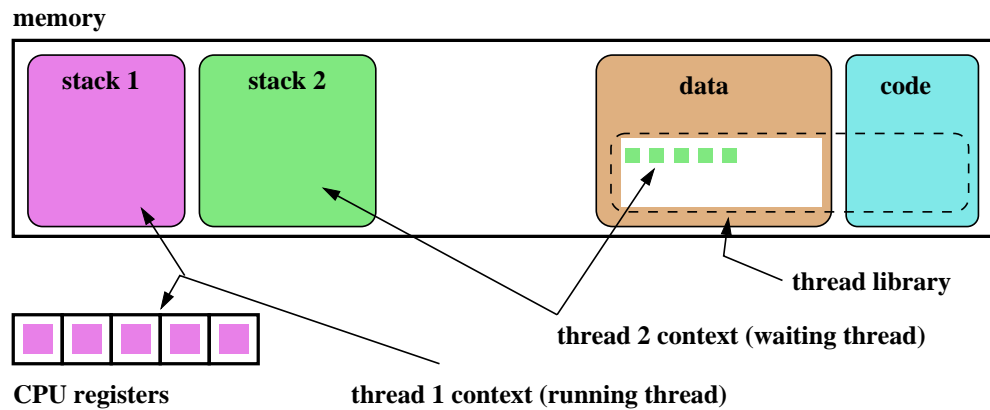 memory
stack 1
stack 2
data
code
thread library
thread 2 context (waiting thread)
CPU registers
thread 1 context (running thread)